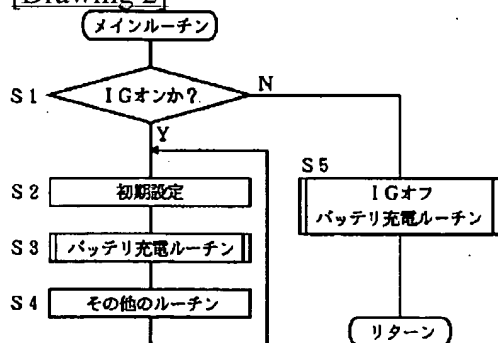 [Drawing 2]
メインルーチン
S1
IGオンか?
N
Y
S2
初期設定
S3
バッテリ充電ルーチン
S4
その他のルーチン
S5
IGオフ
バッテリ充電ルーチン
リターン